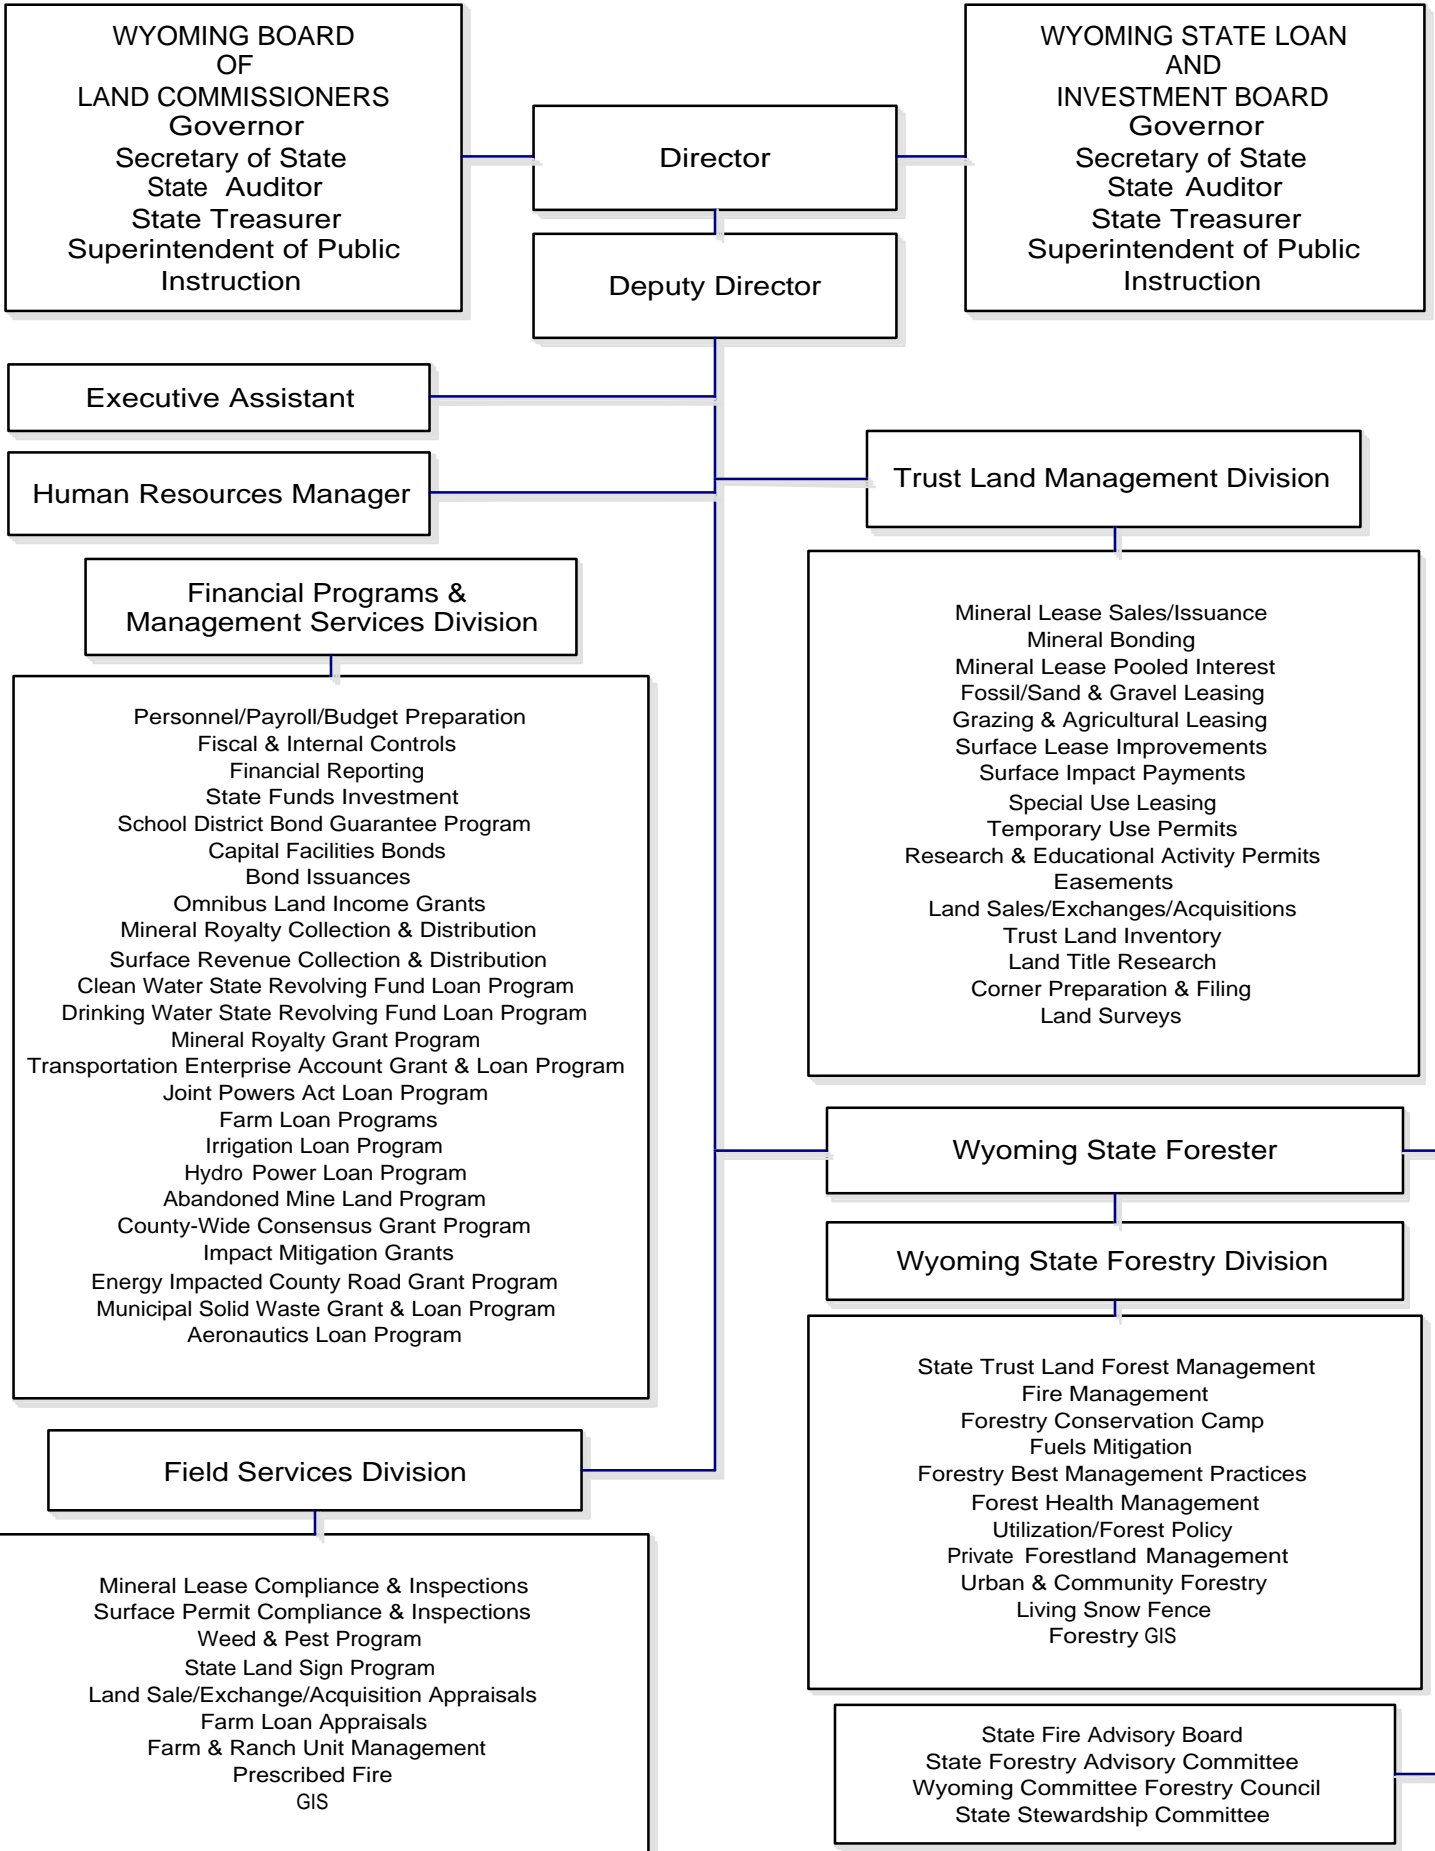 WYOMING BOARD
OF
LAND COMMISSIONERS
Governor
Secretary of State
State Auditor
State Treasurer
Superintendent of Public
Instruction
Director
WYOMING STATE LOAN
AND
INVESTMENT BOARD
Governor
Secretary of State
State Auditor
State Treasurer
Superintendent of Public
Instruction
Deputy Director
Executive Assistant
Human Resources Manager
Trust Land Management Division
Mineral Lease Sales/Issuance
Mineral Bonding
Mineral Lease Pooled Interest
Fossil/Sand & Gravel Leasing
Grazing & Agricultural Leasing
Surface Lease Improvements
Surface Impact Payments
Special Use Leasing
Temporary Use Permits
Research & Educational Activity Permits
Easements
Land Sales/Exchanges/Acquisitions
Trust Land Inventory
Land Title Research
Corner Preparation & Filing
Land Surveys
Financial Programs &
Management Services Division
Personnel/Payroll/Budget Preparation
Fiscal & Internal Controls
Financial Reporting
State Funds Investment
School District Bond Guarantee Program
Capital Facilities Bonds
Bond Issuances
Omnibus Land Income Grants
Mineral Royalty Collection & Distribution
Surface Revenue Collection & Distribution
Clean Water State Revolving Fund Loan Program
Drinking Water State Revolving Fund Loan Program
Mineral Royalty Grant Program
Transportation Enterprise Account Grant & Loan Program
Joint Powers Act Loan Program
Farm Loan Programs
Irrigation Loan Program
Hydro Power Loan Program
Abandoned Mine Land Program
County-Wide Consensus Grant Program
Impact Mitigation Grants
Energy Impacted County Road Grant Program
Municipal Solid Waste Grant & Loan Program
Aeronautics Loan Program
Wyoming State Forester
Wyoming State Forestry Division
State Trust Land Forest Management
Fire Management
Forestry Conservation Camp
Fuels Mitigation
Forestry Best Management Practices
Forest Health Management
Utilization/Forest Policy
Private Forestland Management
Urban & Community Forestry
Living Snow Fence
Forestry GIS
Field Services Division
Mineral Lease Compliance & Inspections
Surface Permit Compliance & Inspections
Weed & Pest Program
State Land Sign Program
Land Sale/Exchange/Acquisition Appraisals
Farm Loan Appraisals
Farm & Ranch Unit Management
Prescribed Fire
GIS
State Fire Advisory Board
State Forestry Advisory Committee
Wyoming Committee Forestry Council
State Stewardship Committee